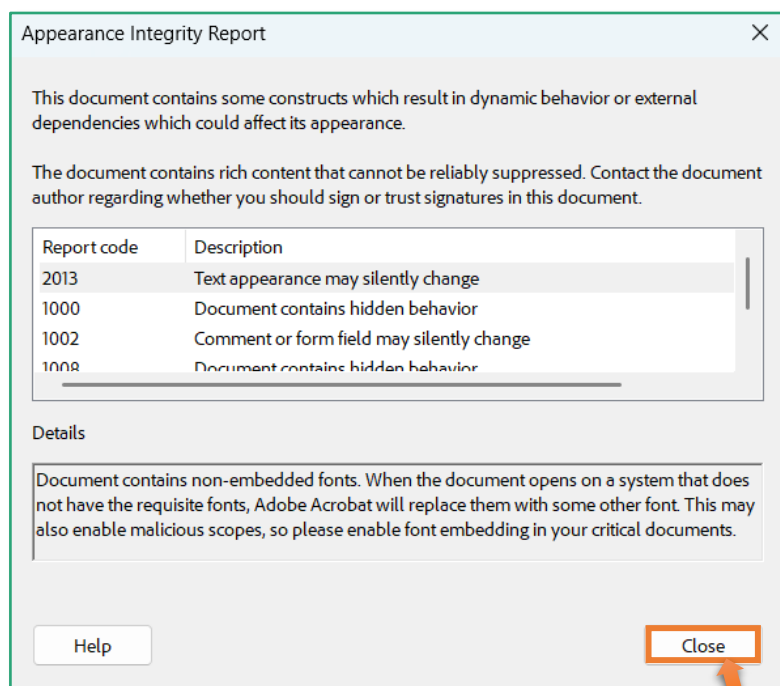 Appearance Integrity Report
This document contains some constructs which result in dynamic behavior or external
dependencies which could affect its appearance.
The document contains rich content that cannot be reliably suppressed. Contact the document
author regarding whether you should sign or trust signatures in this document.
Report code Description
2013 Text appearance may silently change
1000 Document contains hidden behavior
1002 Comment or form field may silently change
1008 Document contains hidden behavior
Details
Document contains non-embedded fonts. When the document opens on a system that does
not have the requisite fonts, Adobe Acrobat will replace them with some other font. This may
also enable malicious scopes, so please enable font embedding in your critical documents.
Help Close